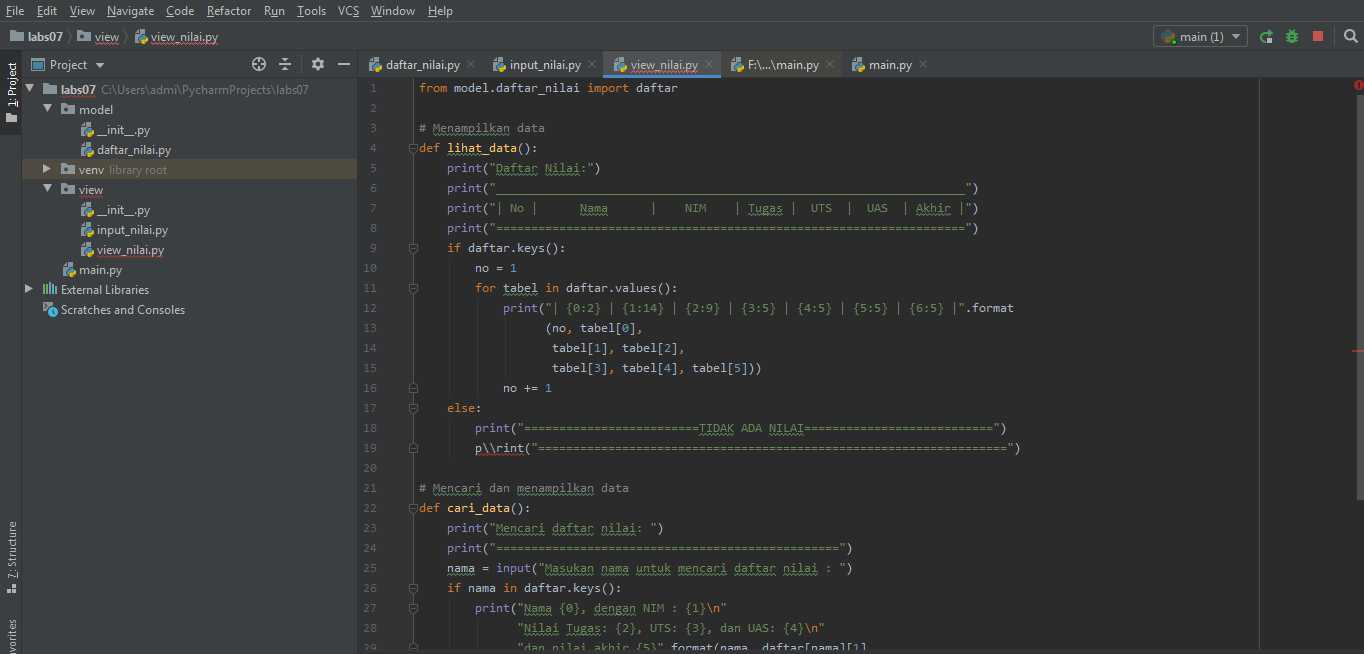 File Edit View Navigate Code Refactor Run Tools VCS Window Help
labs07 view view_nilai.py main (1)
1: Project
Project
daftar_nilai.py input_nilai.py view_nilai.py F:\...\main.py main.py
labs07 C:\Users\admi\PycharmProjects\labs07
model
__init__.py
daftar_nilai.py
venv library root
view
__init__.py
input_nilai.py
view_nilai.py
main.py
External Libraries
Scratches and Consoles
7: Structure
1 from model.daftar_nilai import daftar
2
3 # Menampilkan data
4 def lihat_data():
5 print("Daftar Nilai:")
6 print("___________________________________________________________________")
7 print("| No |      Nama      |    NIM    | Tugas |  UTS  |  UAS  | Akhir |")
8 print("===================================================================")
9 if daftar.keys():
10 no = 1
11 for tabel in daftar.values():
12 print("| {0:2} | {1:14} | {2:9} | {3:5} | {4:5} | {5:5} | {6:5} |".format
13 (no, tabel[0],
14 tabel[1], tabel[2],
15 tabel[3], tabel[4], tabel[5]))
16 no += 1
17 else:
18 print("=========================TIDAK ADA NILAI===========================")
19 p\\rint("===================================================================")
20
21 # Mencari dan menampilkan data
22 def cari_data():
23 print("Mencari daftar nilai: ")
24 print("=================================================")
25 nama = input("Masukan nama untuk mencari daftar nilai : ")
26 if nama in daftar.keys():
27 print("Nama {0}, dengan NIM : {1}\n"
28 "Nilai Tugas: {2}, UTS: {3}, dan UAS: {4}\n"
29 "dan nilai akhir {5}".format(nama, daftar[nama][1],